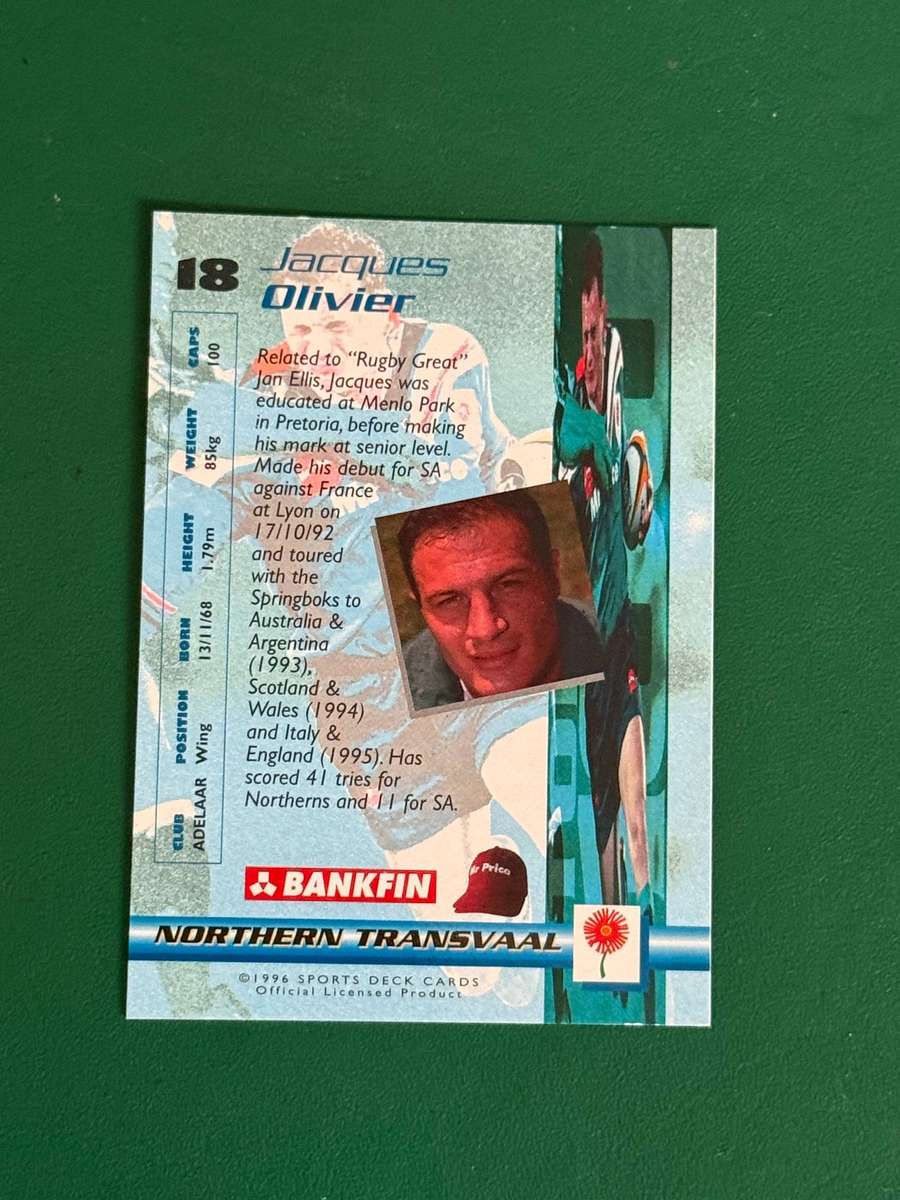 18
Jacques
Olivier
CLUB POSITION BORN HEIGHT WEIGHT CAPS
ADELAAR Wing 13/11/68 1.79m 85kg 100
Related to “Rugby Great”
Jan Ellis, Jacques was
educated at Menlo Park
in Pretoria, before making
his mark at senior level.
Made his debut for SA
against France
at Lyon on
17/10/92
and toured
with the
Springboks to
Australia &
Argentina
(1993),
Scotland &
Wales (1994)
and Italy &
England (1995). Has
scored 41 tries for
Northerns and 11 for SA.
BANKFIN
Mr Price
NORTHERN TRANSVAAL
©1996 SPORTS DECK CARDS
Official Licensed Product